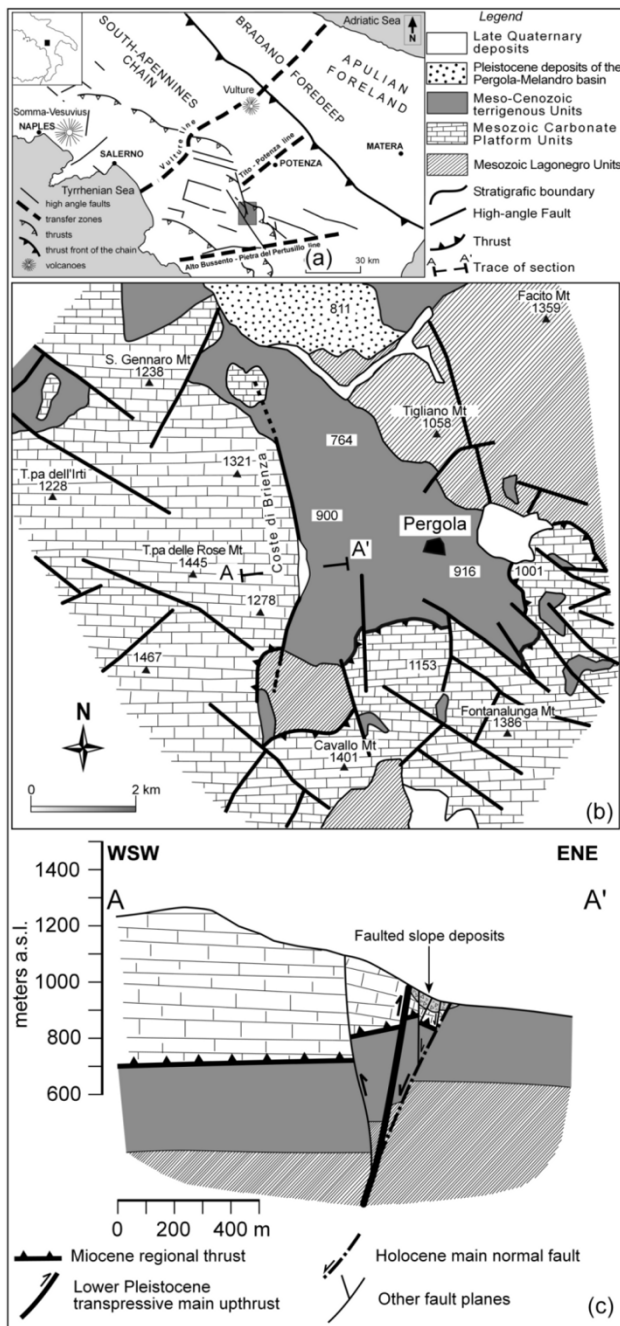 Adriatic Sea
N
SOUTH-APENNINES
CHAIN
BRADANO
FOREDEEP
APULIAN
FORELAND
Vulture
Somma-Vesuvius
NAPLES
Vulture line
SALERNO
Tito-Potenza line
POTENZA
MATERA
Tyrrhenian Sea
high angle faults
transfer zones
thrusts
thrust front of the chain
volcanoes
Alto Bussento - Pietra del Pertusillo line
(a)
30 km
Legend
Late Quaternary
deposits
Pleistocene deposits of the
Pergola-Melandro basin
Meso-Cenozoic
terrigenous Units
Mesozoic Carbonate
Platform Units
Mesozoic Lagonegro Units
Stratigrafic boundary
High-angle Fault
Thrust
A A'
Trace of section
811
Facito Mt
1359
S. Gennaro Mt
1238
Tigliano Mt
1058
764
1321
T.pa dell'Irti
1228
Coste di Brienza
900
Pergola
A'
T.pa delle Rose Mt.
1445
A
916
1001
1278
1467
1153
Fontanalunga Mt
1386
N
Cavallo Mt
1401
0 2 km
(b)
WSW ENE
1400
A A'
Faulted slope deposits
1200
1000
800
600
meters a.s.l.
0 200 400 m
Miocene regional thrust
Holocene main normal fault
Lower Pleistocene
transpressive main upthrust
Other fault planes
(c)